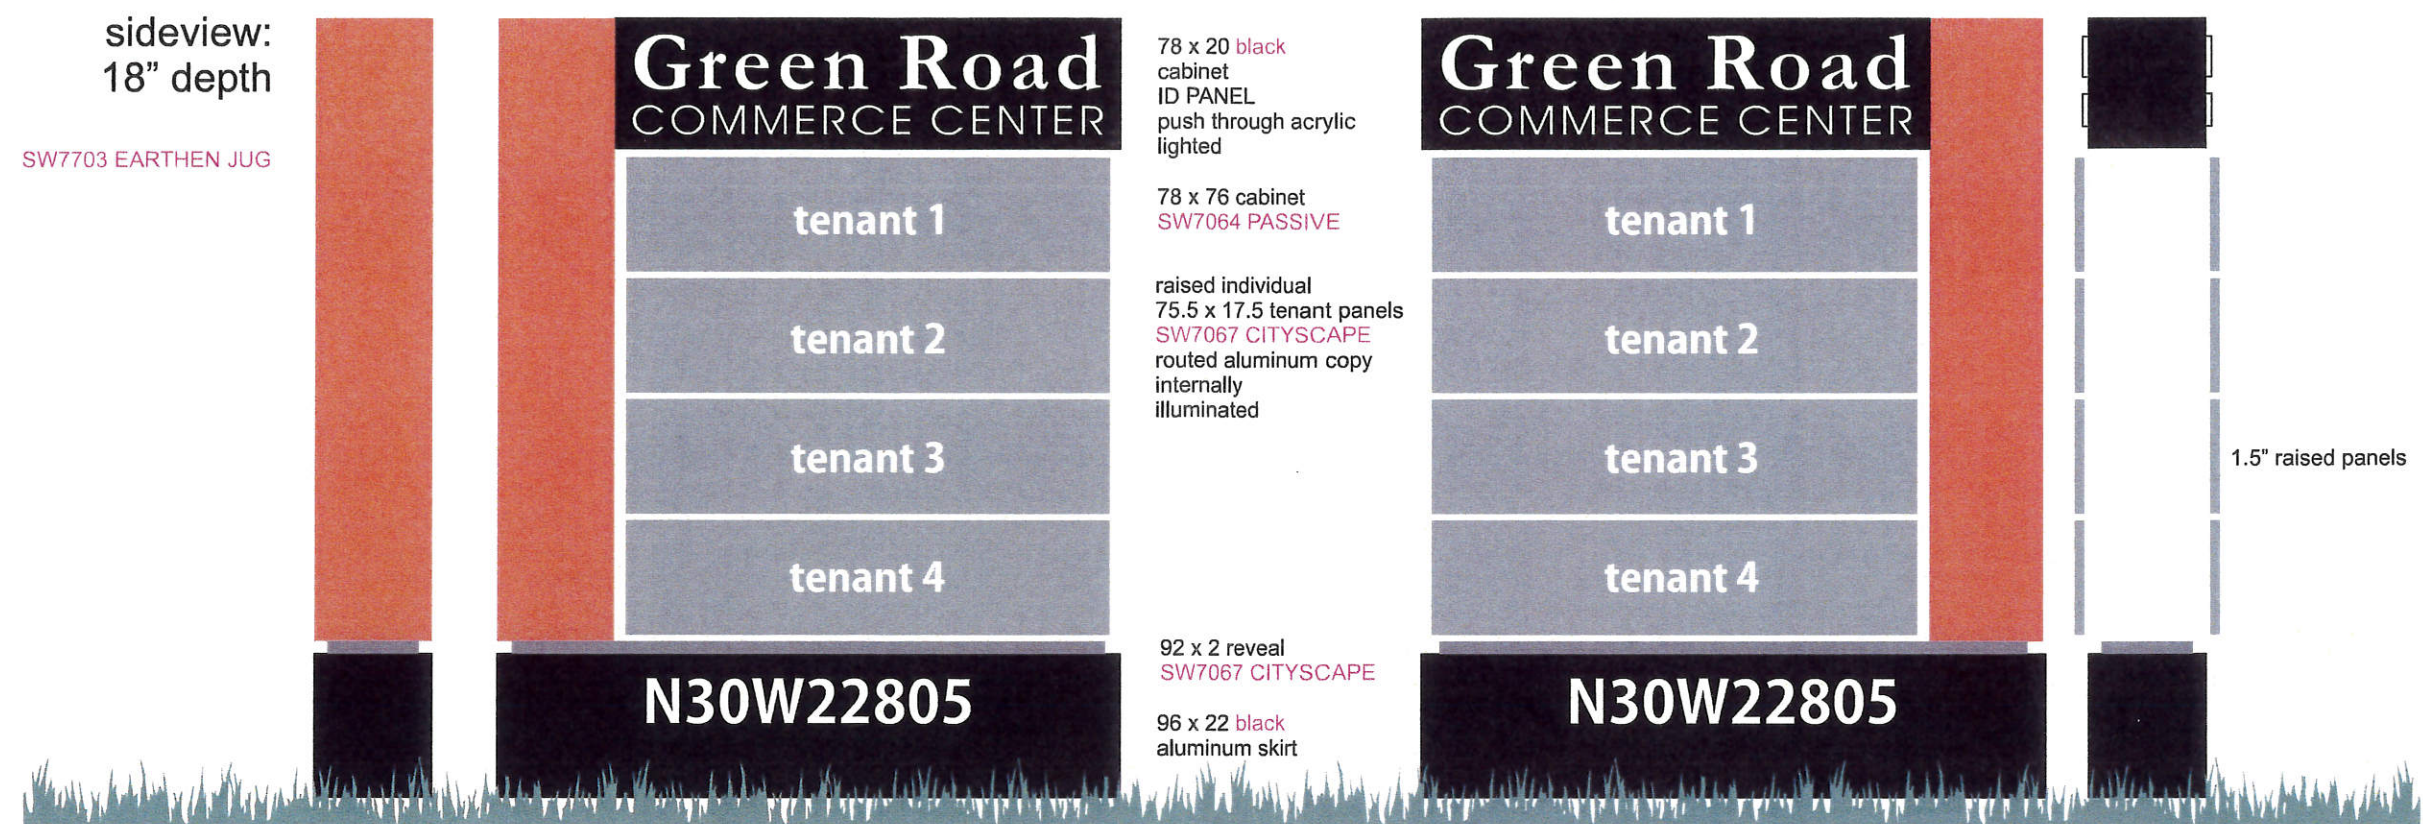 sideview:
18” depth
SW7703 EARTHEN JUG
Green Road
COMMERCE CENTER
tenant 1
tenant 2
tenant 3
tenant 4
N30W22805
78 x 20 black
cabinet
ID PANEL
push through acrylic
lighted
78 x 76 cabinet
SW7064 PASSIVE
raised individual
75.5 x 17.5 tenant panels
SW7067 CITYSCAPE
routed aluminum copy
internally
illuminated
92 x 2 reveal
SW7067 CITYSCAPE
96 x 22 black
aluminum skirt
Green Road
COMMERCE CENTER
tenant 1
tenant 2
tenant 3
tenant 4
N30W22805
1.5” raised panels